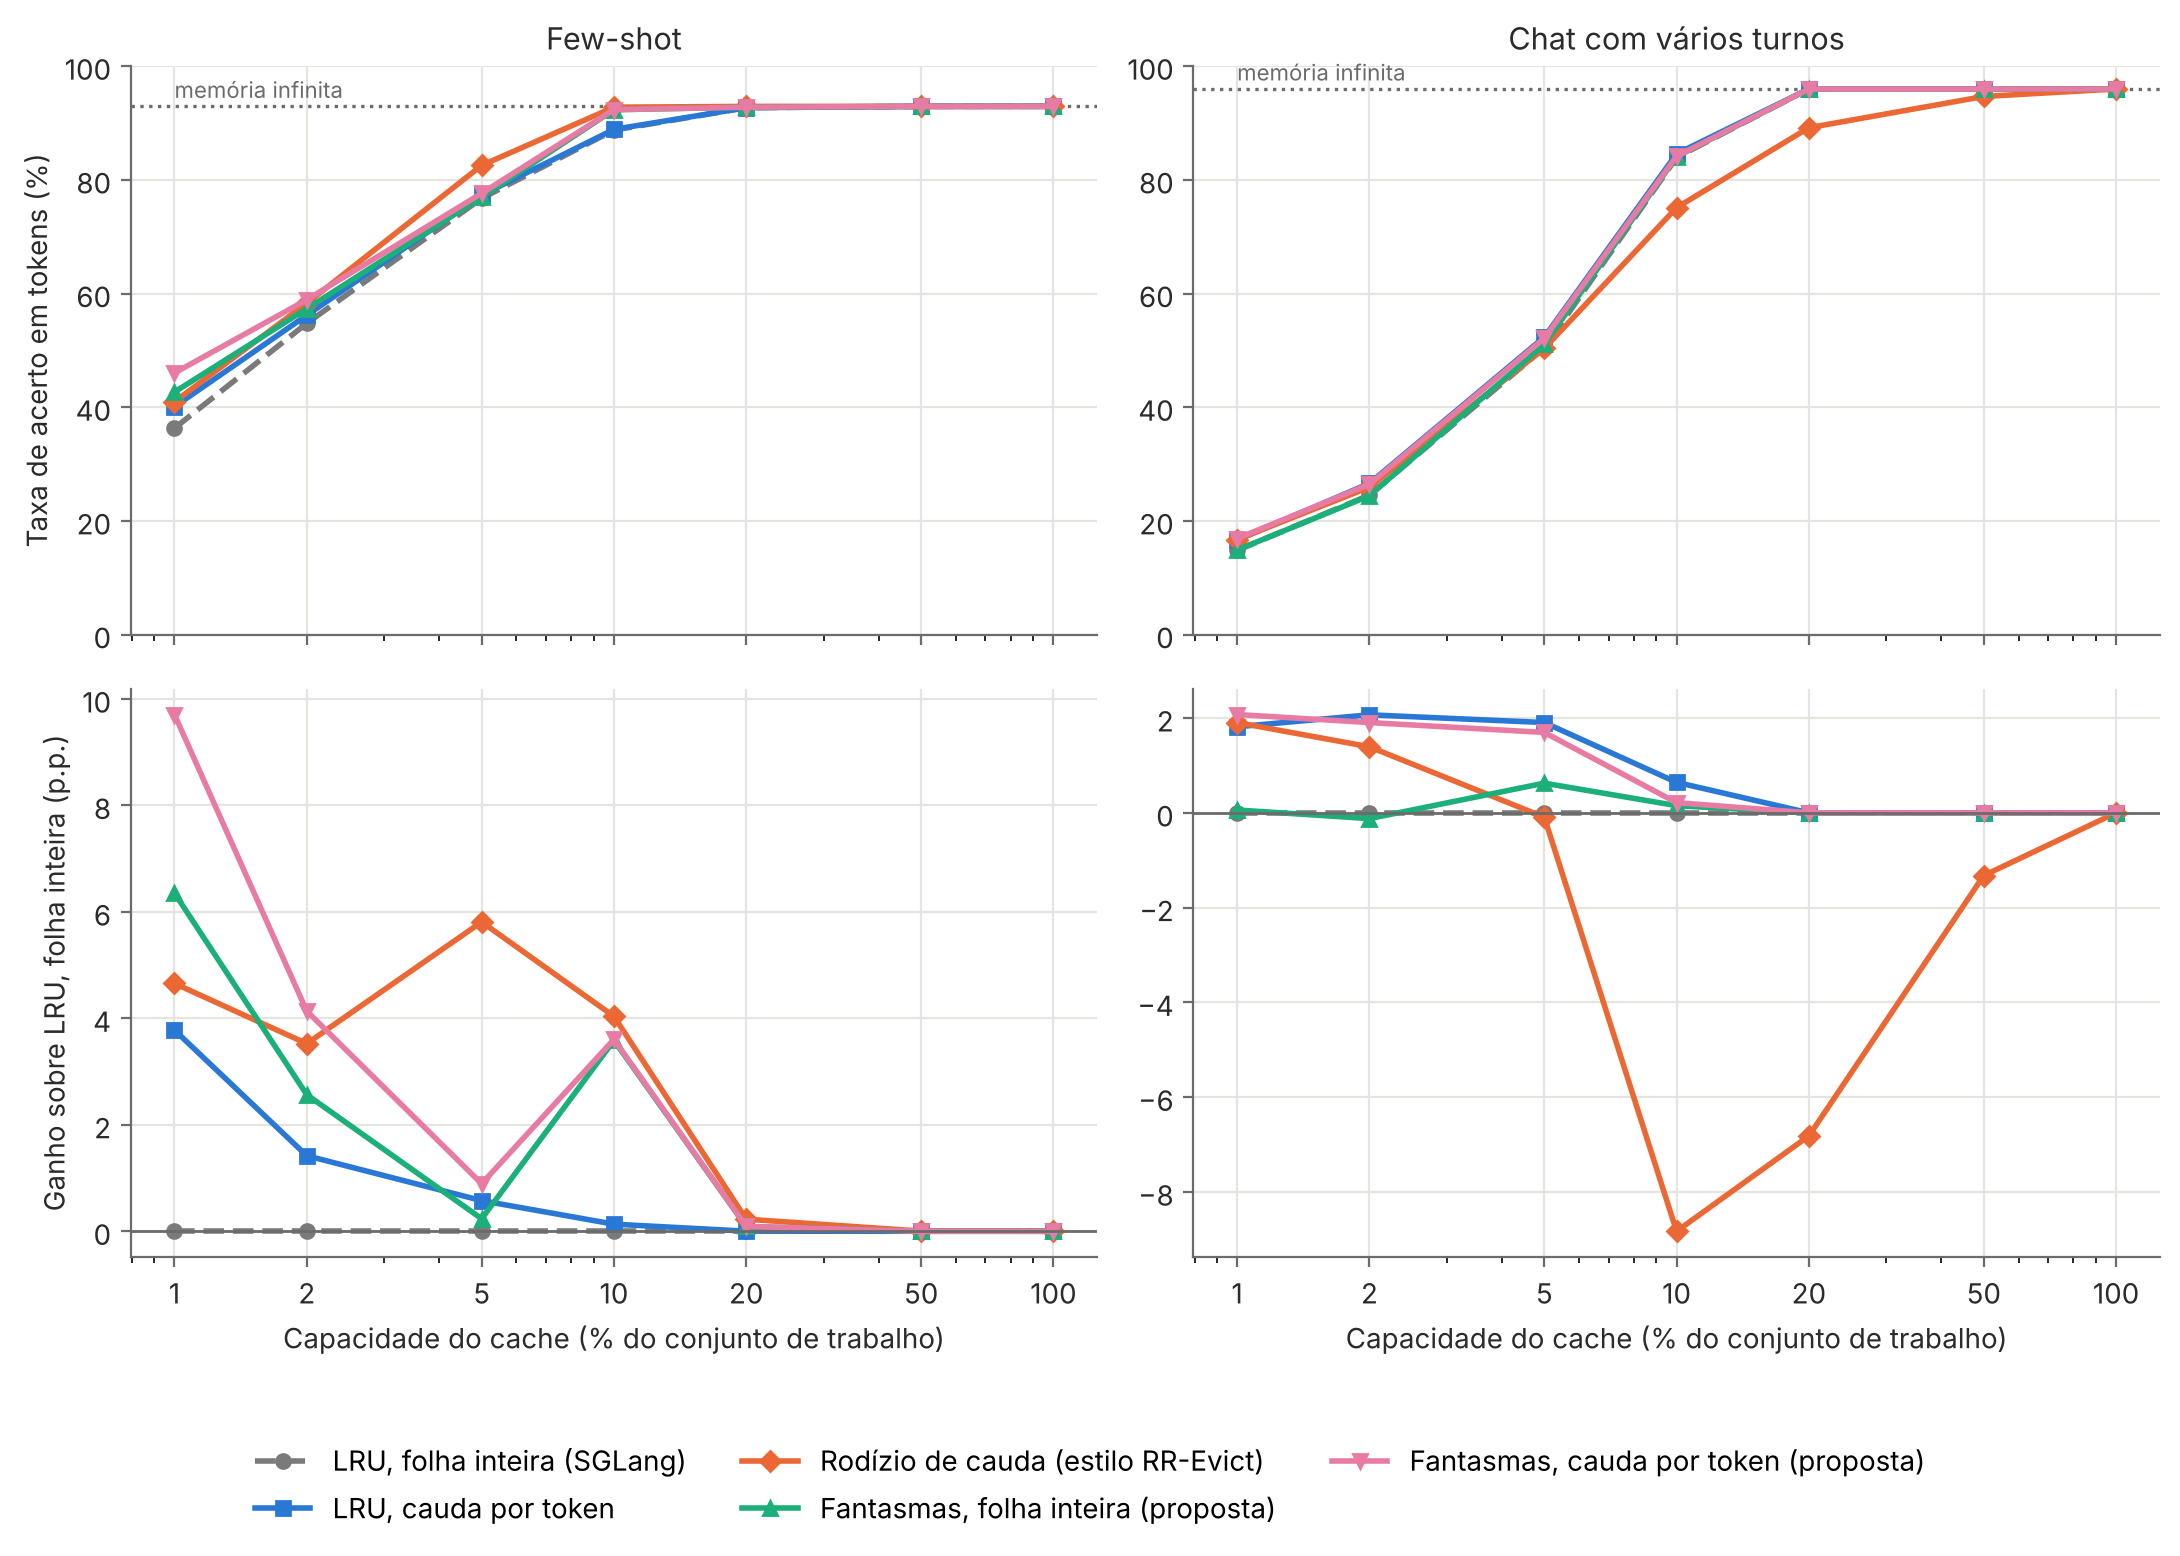 Few-shot
Chat com vários turnos
Taxa de acerto em tokens (%)
100
80
60
40
20
0
memória infinita
100
80
60
40
20
0
memória infinita
Ganho sobre LRU, folha inteira (p.p.)
10
8
6
4
2
0
2
0
−2
−4
−6
−8
1 2 5 10 20 50 100
1 2 5 10 20 50 100
Capacidade do cache (% do conjunto de trabalho)
Capacidade do cache (% do conjunto de trabalho)
LRU, folha inteira (SGLang)
LRU, cauda por token
Rodízio de cauda (estilo RR-Evict)
Fantasmas, folha inteira (proposta)
Fantasmas, cauda por token (proposta)